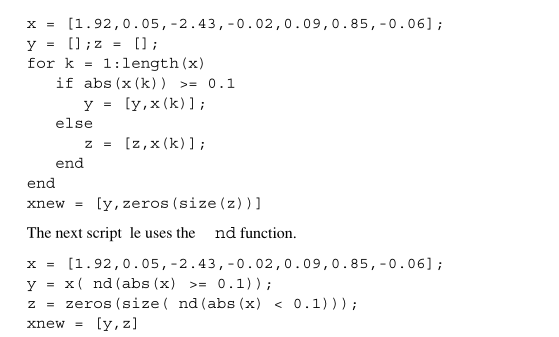 x = [1.92,0.05,-2.43,-0.02,0.09,0.85,-0.06];
y = [];z = [];
for k = 1:length(x)
if abs(x(k)) >= 0.1
y = [y,x(k)];
else
z = [z,x(k)];
end
end
xnew = [y,zeros(size(z))]
The next script le uses the nd function.
x = [1.92,0.05,-2.43,-0.02,0.09,0.85,-0.06];
y = x( nd(abs(x) >= 0.1));
z = zeros(size( nd(abs(x) < 0.1)));
xnew = [y,z]